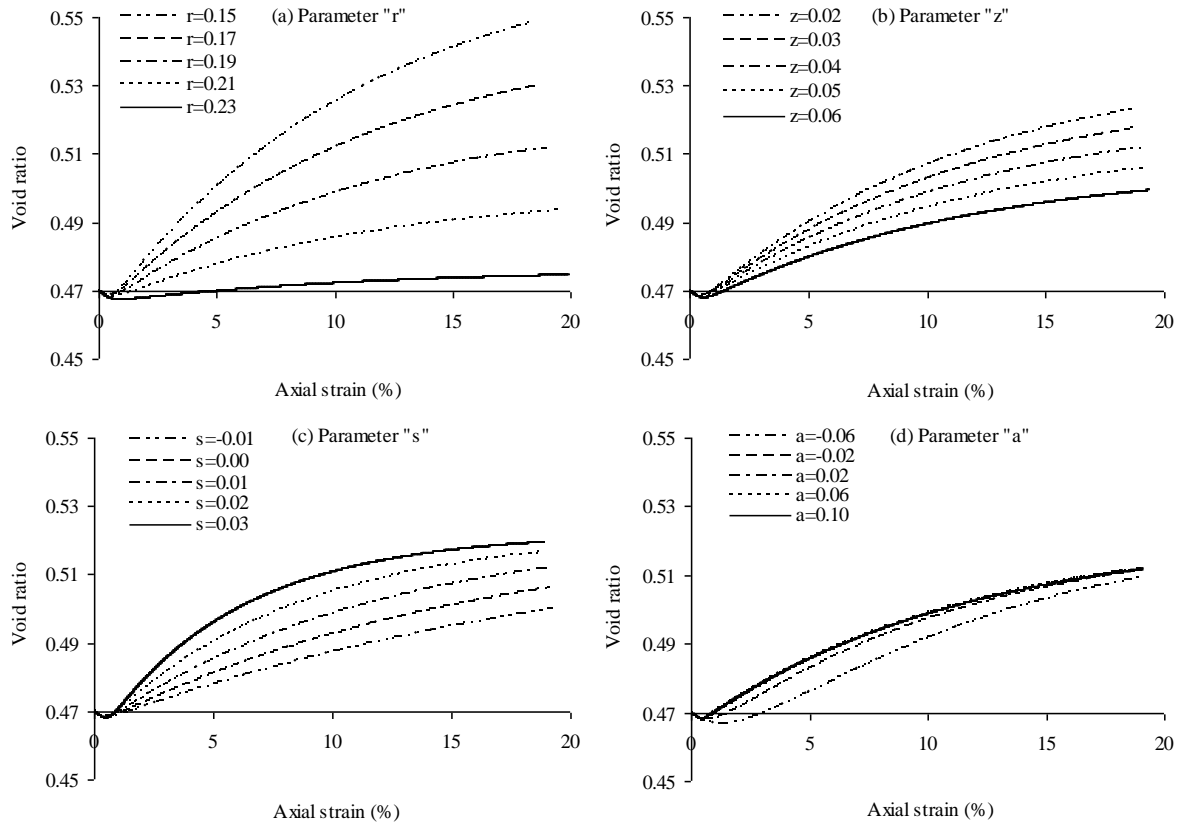 0.55
0.53
0.51
0.49
0.47
0.45
Void ratio
r=0.15
r=0.17
r=0.19
r=0.21
r=0.23
(a) Parameter "r"
0 5 10 15 20
Axial strain (%)
0.55
0.53
0.51
0.49
0.47
0.45
Void ratio
z=0.02
z=0.03
z=0.04
z=0.05
z=0.06
(b) Parameter "z"
0 5 10 15 20
Axial strain (%)
0.55
0.53
0.51
0.49
0.47
0.45
Void ratio
s=-0.01
s=0.00
s=0.01
s=0.02
s=0.03
(c) Parameter "s"
0 5 10 15 20
Axial strain (%)
0.55
0.53
0.51
0.49
0.47
0.45
Void ratio
a=-0.06
a=-0.02
a=0.02
a=0.06
a=0.10
(d) Parameter "a"
0 5 10 15 20
Axial strain (%)